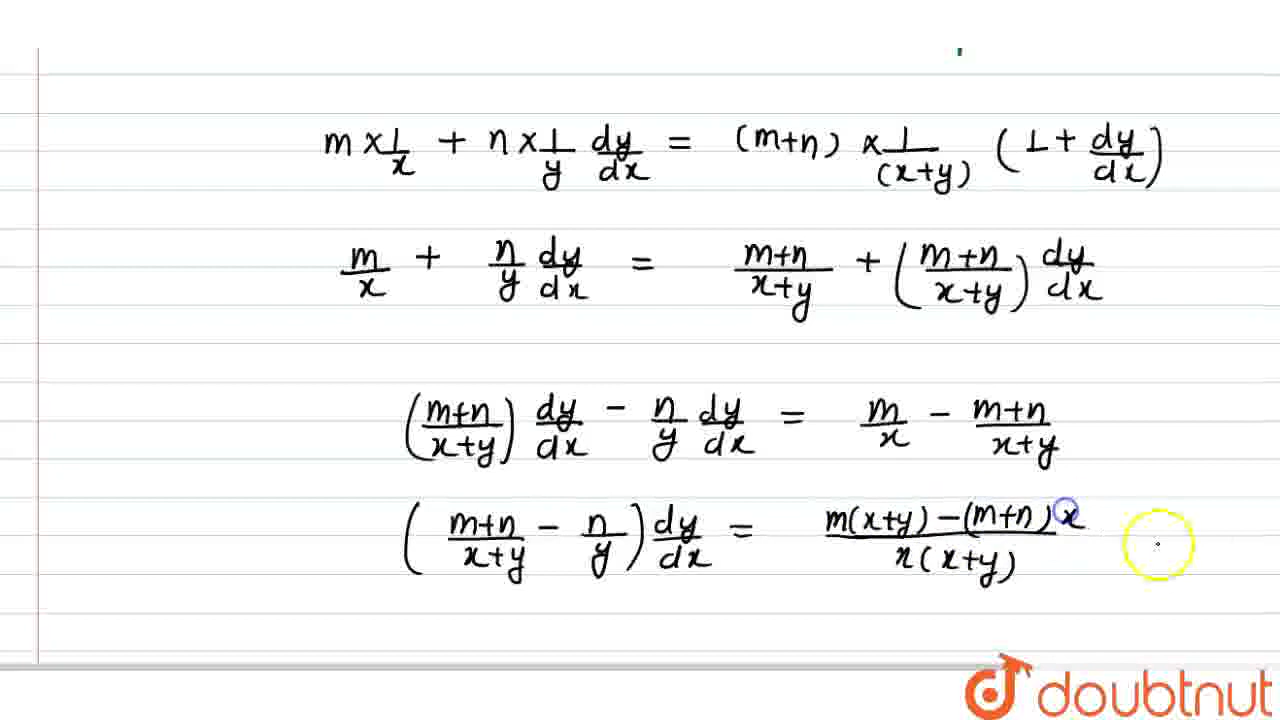 m × 1/x + n × 1/y dy/dx = (m+n) × 1/(x+y) (1 + dy/dx)
m/x + n/y dy/dx = m+n/x+y + (m+n/x+y) dy/dx
(m+n/x+y) dy/dx - n/y dy/dx = m/x - m+n/x+y
(m+n/x+y - n/y) dy/dx = m(x+y) - (m+n)x/x(x+y)
doubtnut